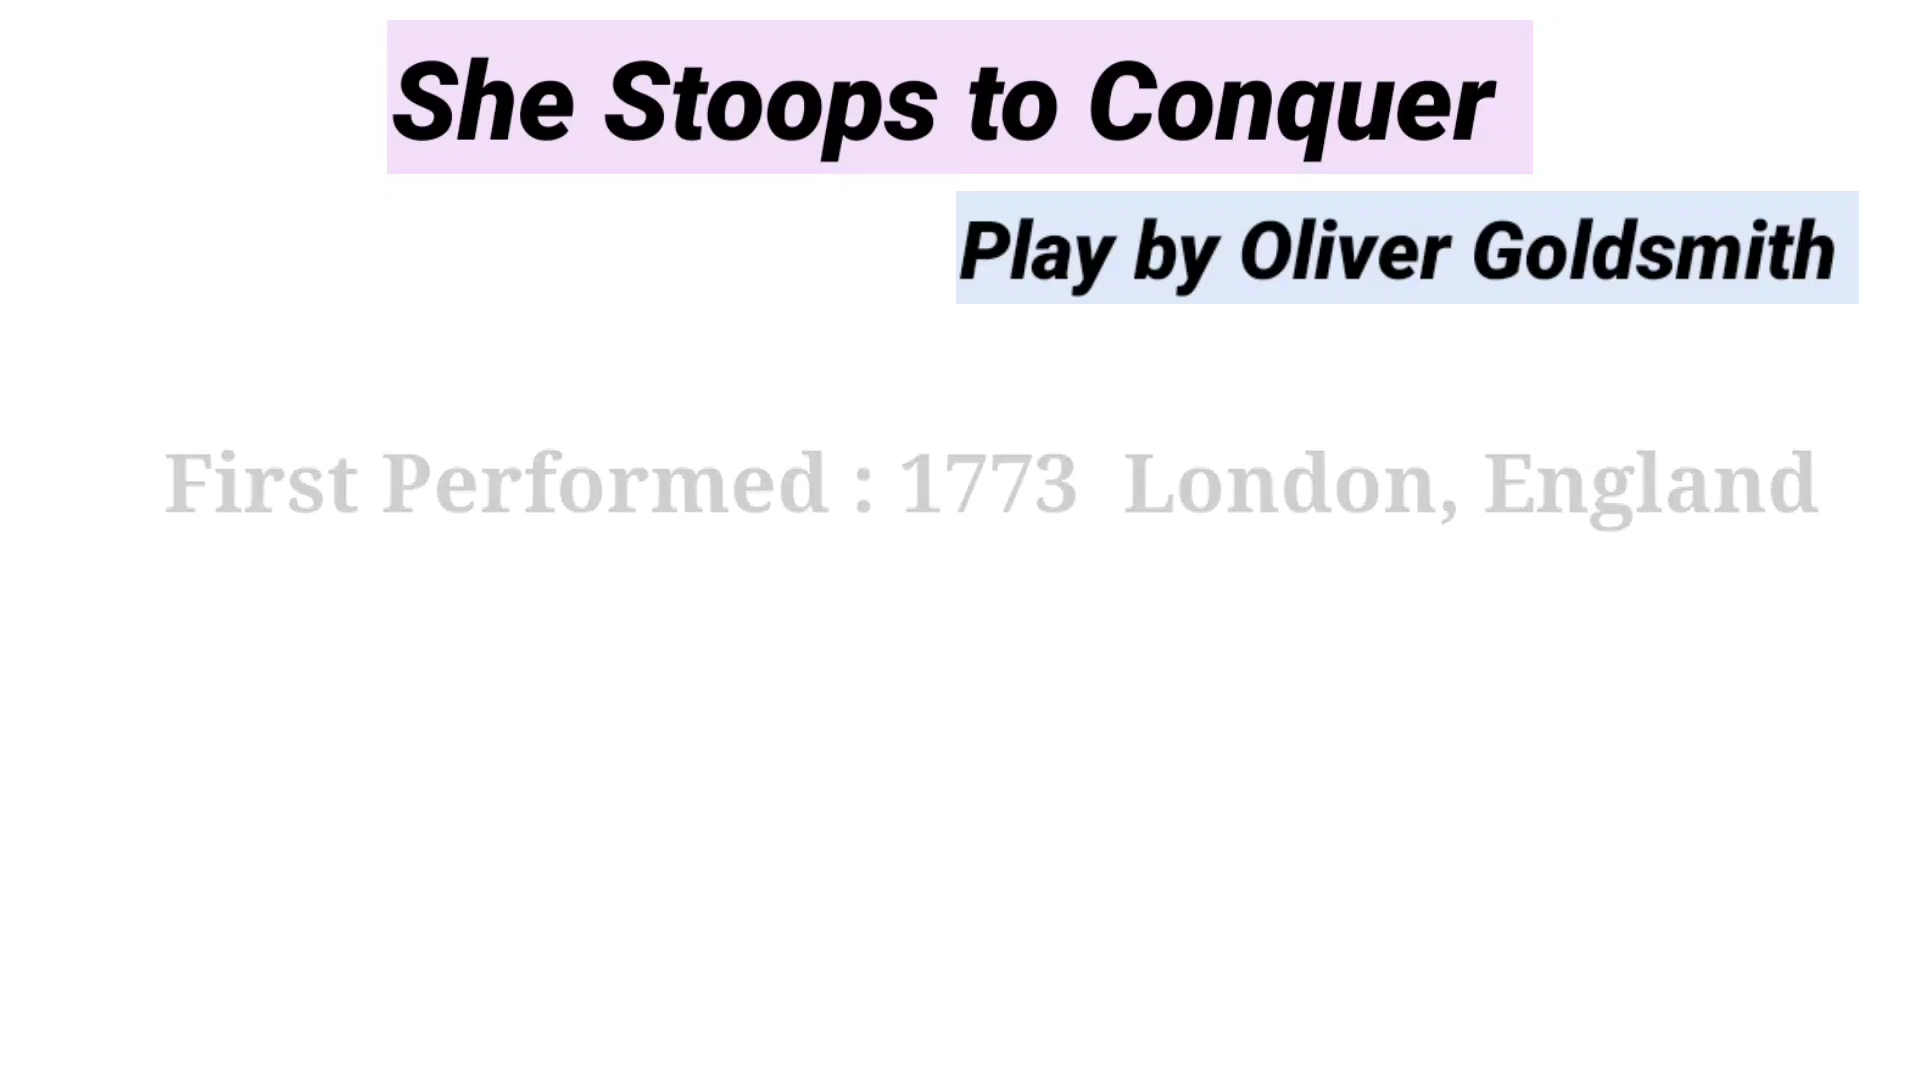 She Stoops to Conquer
Play by Oliver Goldsmith
First Performed : 1773 London, England